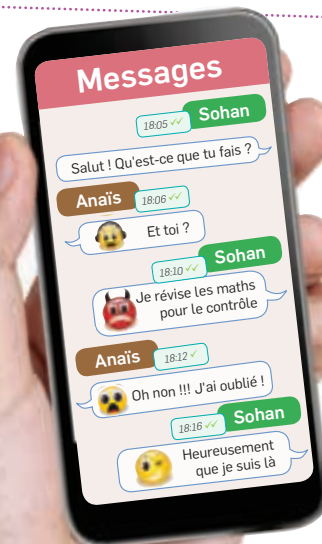 Messages
Sohan
18:05
Salut ! Qu'est-ce que tu fais ?
Anaïs
18:06
Et toi ?
Sohan
18:10
Je révise les maths
pour le contrôle
Anaïs
18:12
Oh non !!! J'ai oublié !
Sohan
18:16
Heureusement
que je suis là